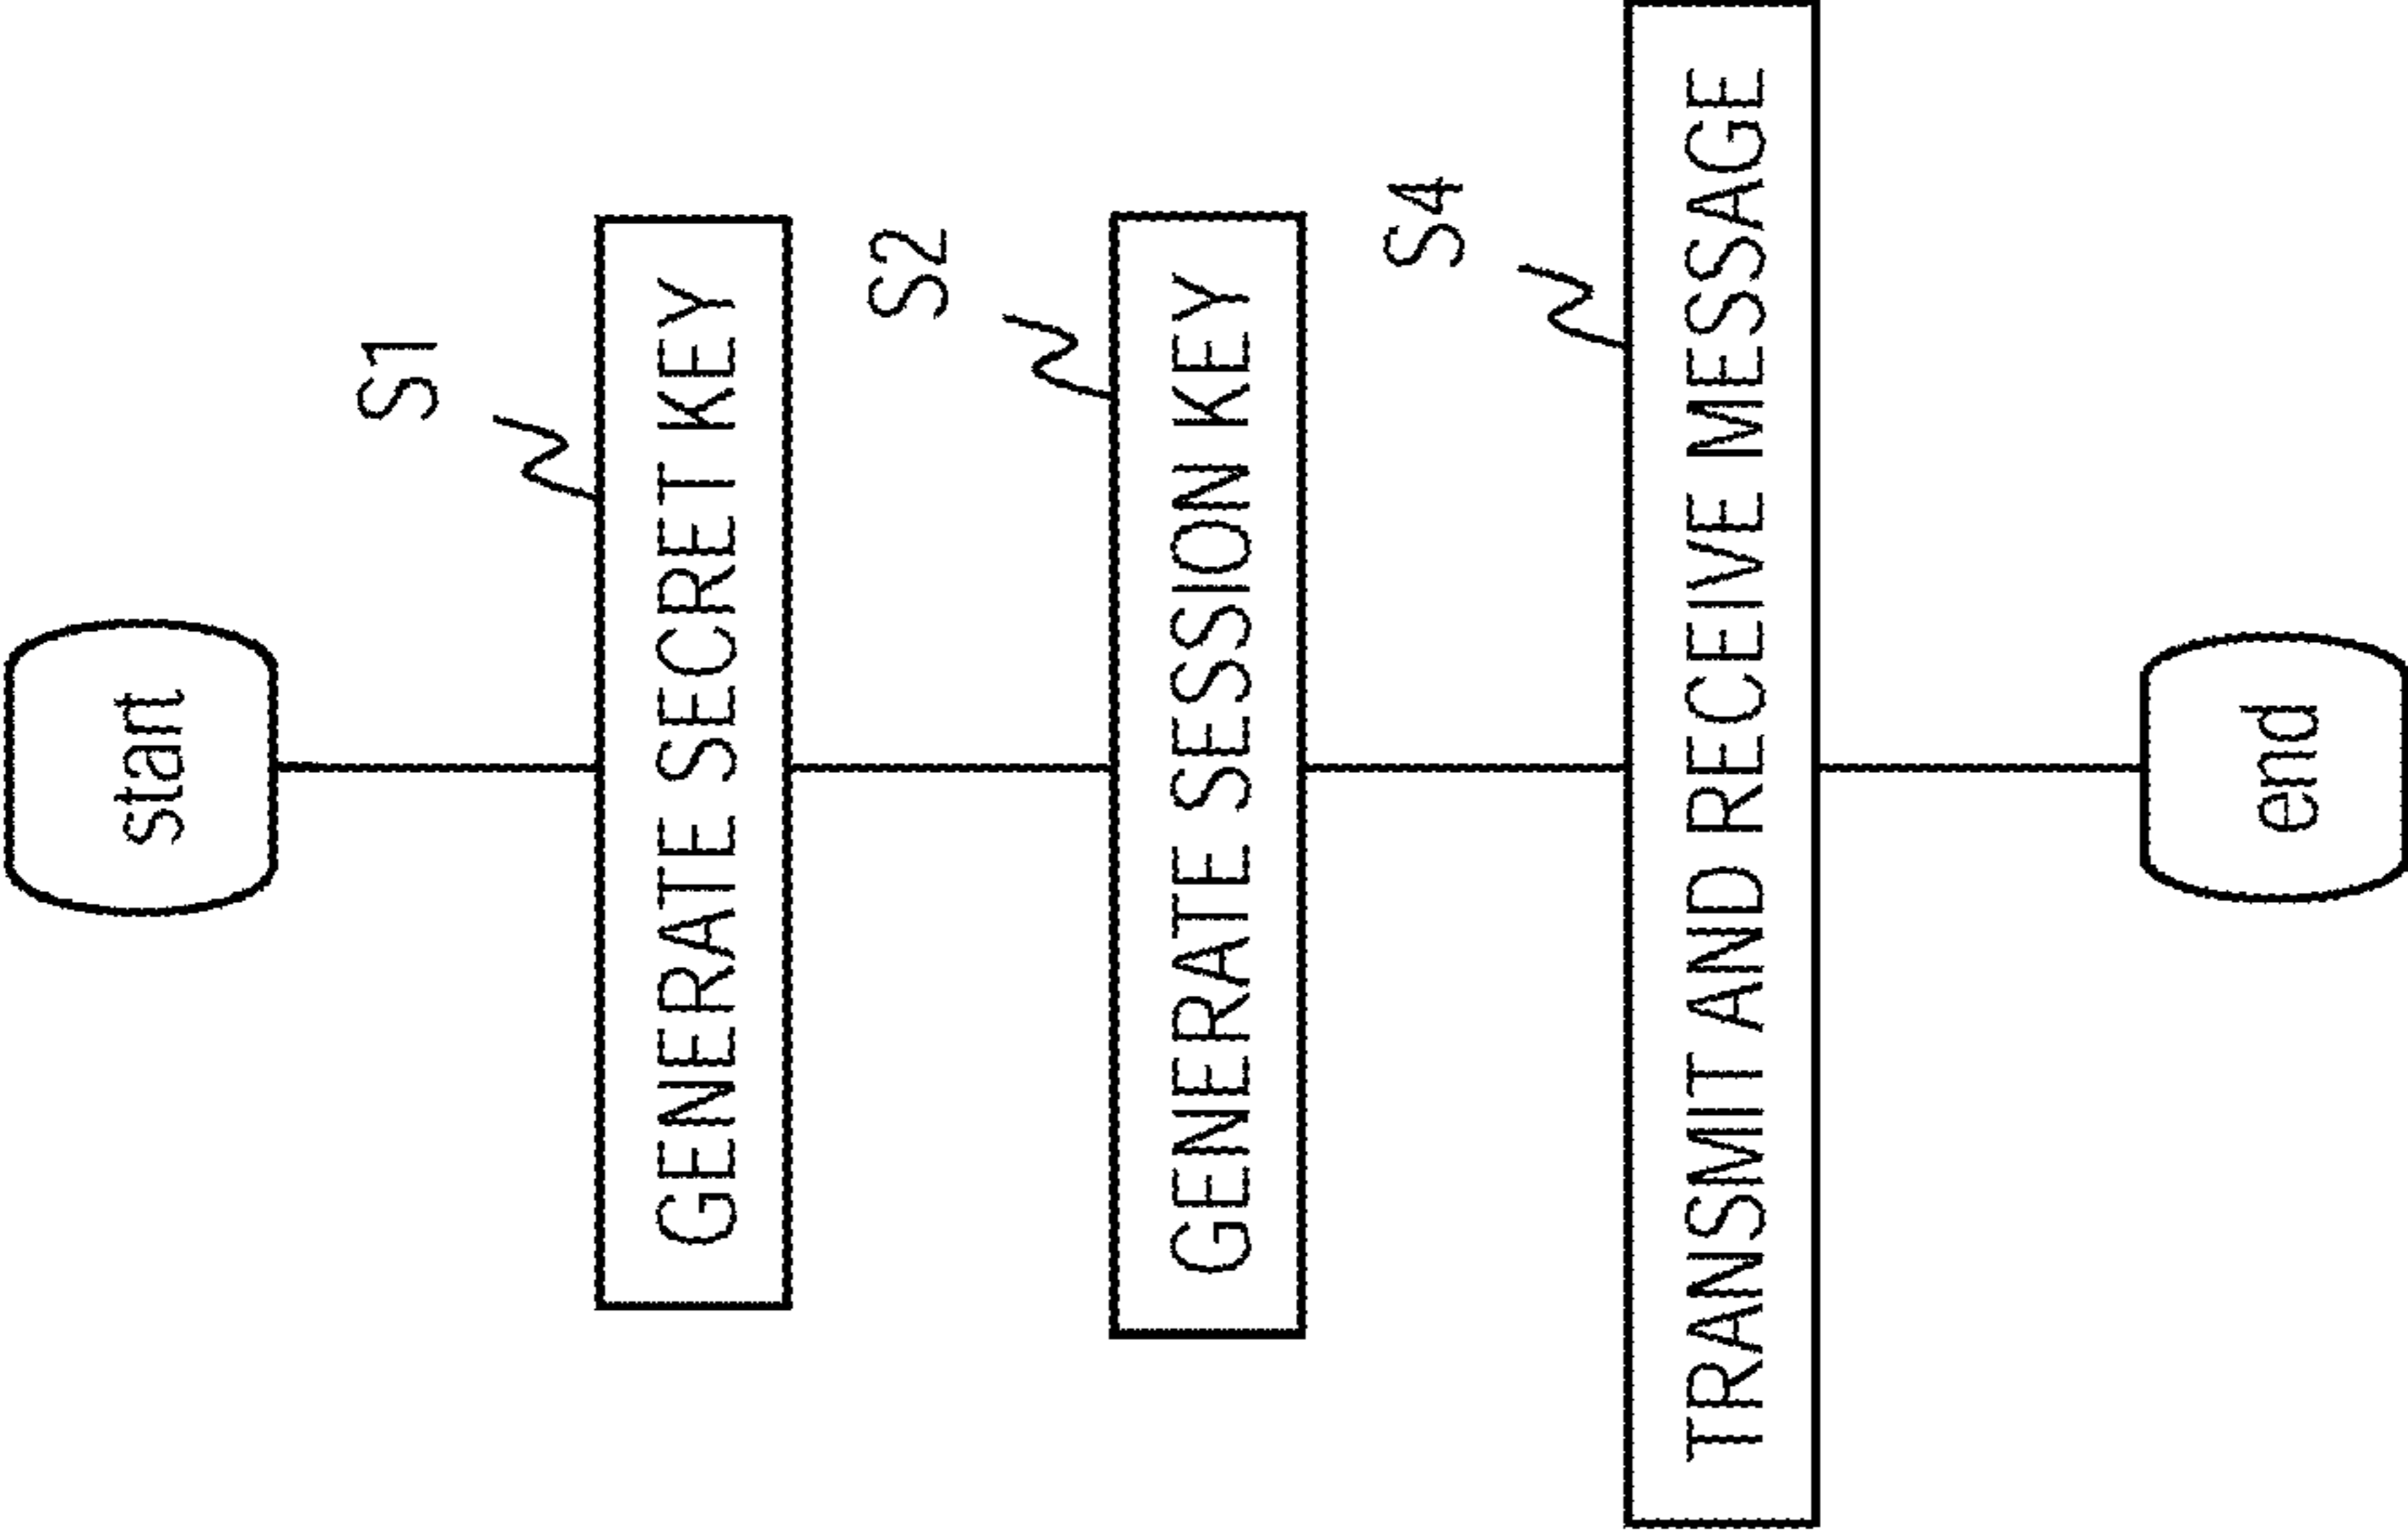 start
S1
GENERATE SECRET KEY
S2
GENERATE SESSION KEY
S4
TRANSMIT AND RECEIVE MESSAGE
end